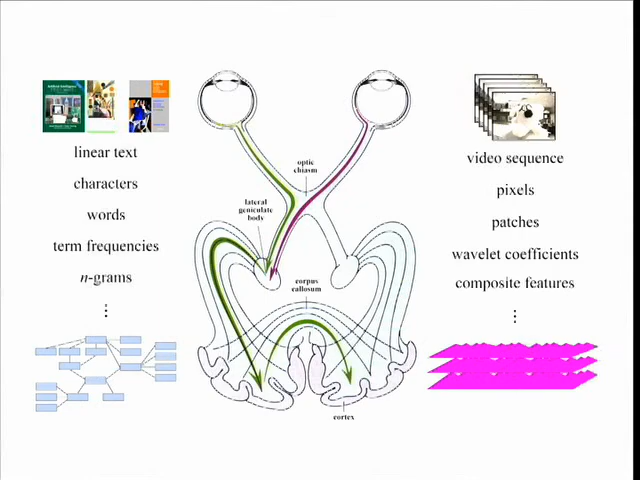 linear text
characters
words
term frequencies
n-grams
optic
chiasm
lateral
geniculate
body
corpus
callosum
cortex
video sequence
pixels
patches
wavelet coefficients
composite features